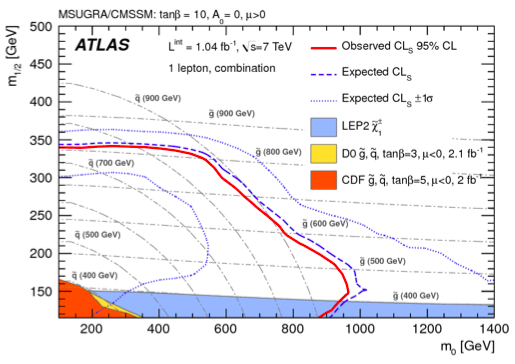 MSUGRA/CMSSM: tanβ = 10, A₀ = 0, μ>0
m₁/₂ [GeV]
500
450
400
350
300
250
200
150
ATLAS
Lⁱⁿᵗ = 1.04 fb⁻¹, √s=7 TeV
1 lepton, combination
Observed CLₛ 95% CL
Expected CLₛ
Expected CLₛ ±1σ
LEP2 χ̃₁±
D0 g̃, q̃, tanβ=3, μ<0, 2.1 fb⁻¹
CDF g̃, q̃, tanβ=5, μ<0, 2 fb⁻¹
q̃ (900 GeV)
g̃ (900 GeV)
g̃ (800 GeV)
q̃ (700 GeV)
g̃ (600 GeV)
q̃ (500 GeV)
g̃ (500 GeV)
q̃ (400 GeV)
g̃ (400 GeV)
200 400 600 800 1000 1200 1400
m₀ [GeV]